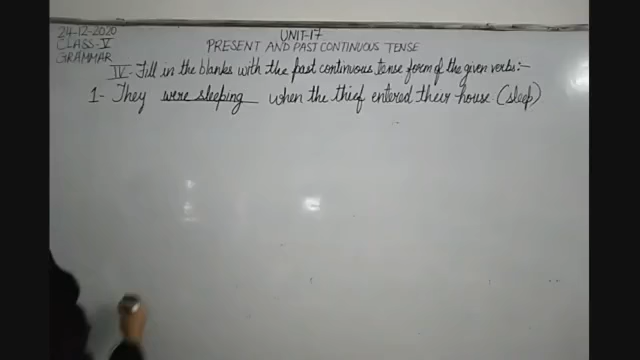 24-12-2020
CLASS-V
GRAMMAR
UNIT-17
PRESENT AND PAST CONTINUOUS TENSE
IV- Fill in the blanks with the past continuous tense form of the given verbs:-
1- They were sleeping when the thief entered their house (sleep)